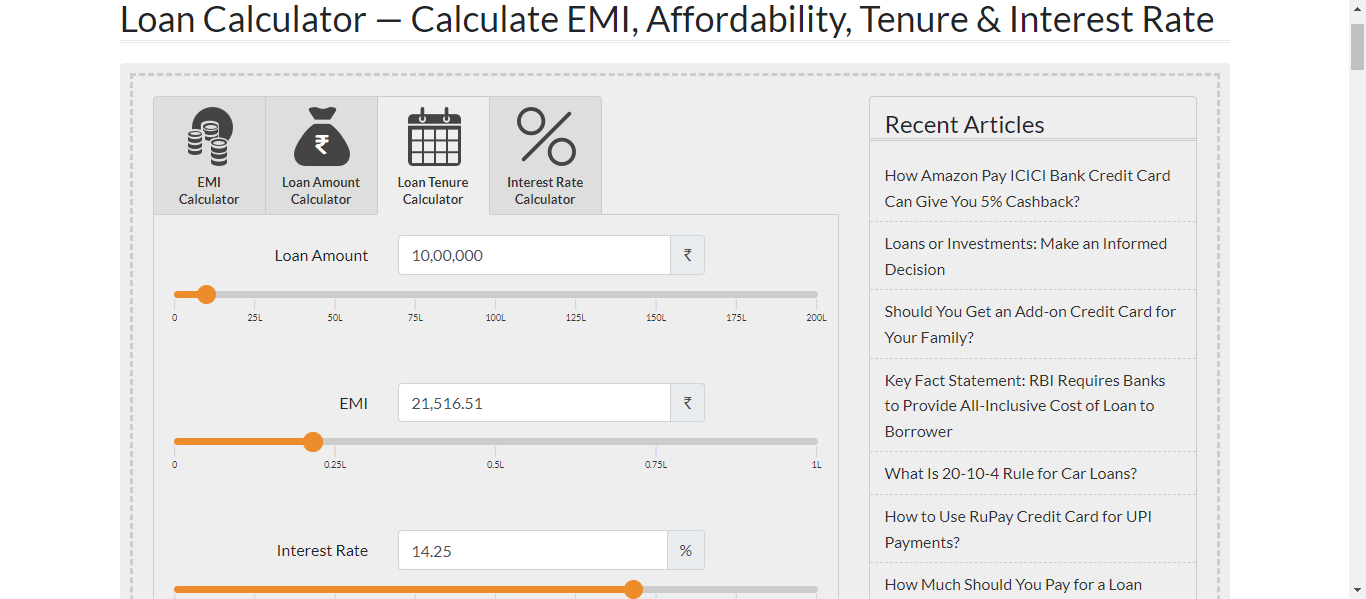 Loan Calculator — Calculate EMI, Affordability, Tenure & Interest Rate
EMI
Calculator
₹
Loan Amount
Calculator
Loan Tenure
Calculator
Interest Rate
Calculator
Loan Amount
10,00,000
₹
0
25L
50L
75L
100L
125L
150L
175L
200L
EMI
21,516.51
₹
0
0.25L
0.5L
0.75L
1L
Interest Rate
14.25
%
Recent Articles
How Amazon Pay ICICI Bank Credit Card
Can Give You 5% Cashback?
Loans or Investments: Make an Informed
Decision
Should You Get an Add-on Credit Card for
Your Family?
Key Fact Statement: RBI Requires Banks
to Provide All-Inclusive Cost of Loan to
Borrower
What Is 20-10-4 Rule for Car Loans?
How to Use RuPay Credit Card for UPI
Payments?
How Much Should You Pay for a Loan